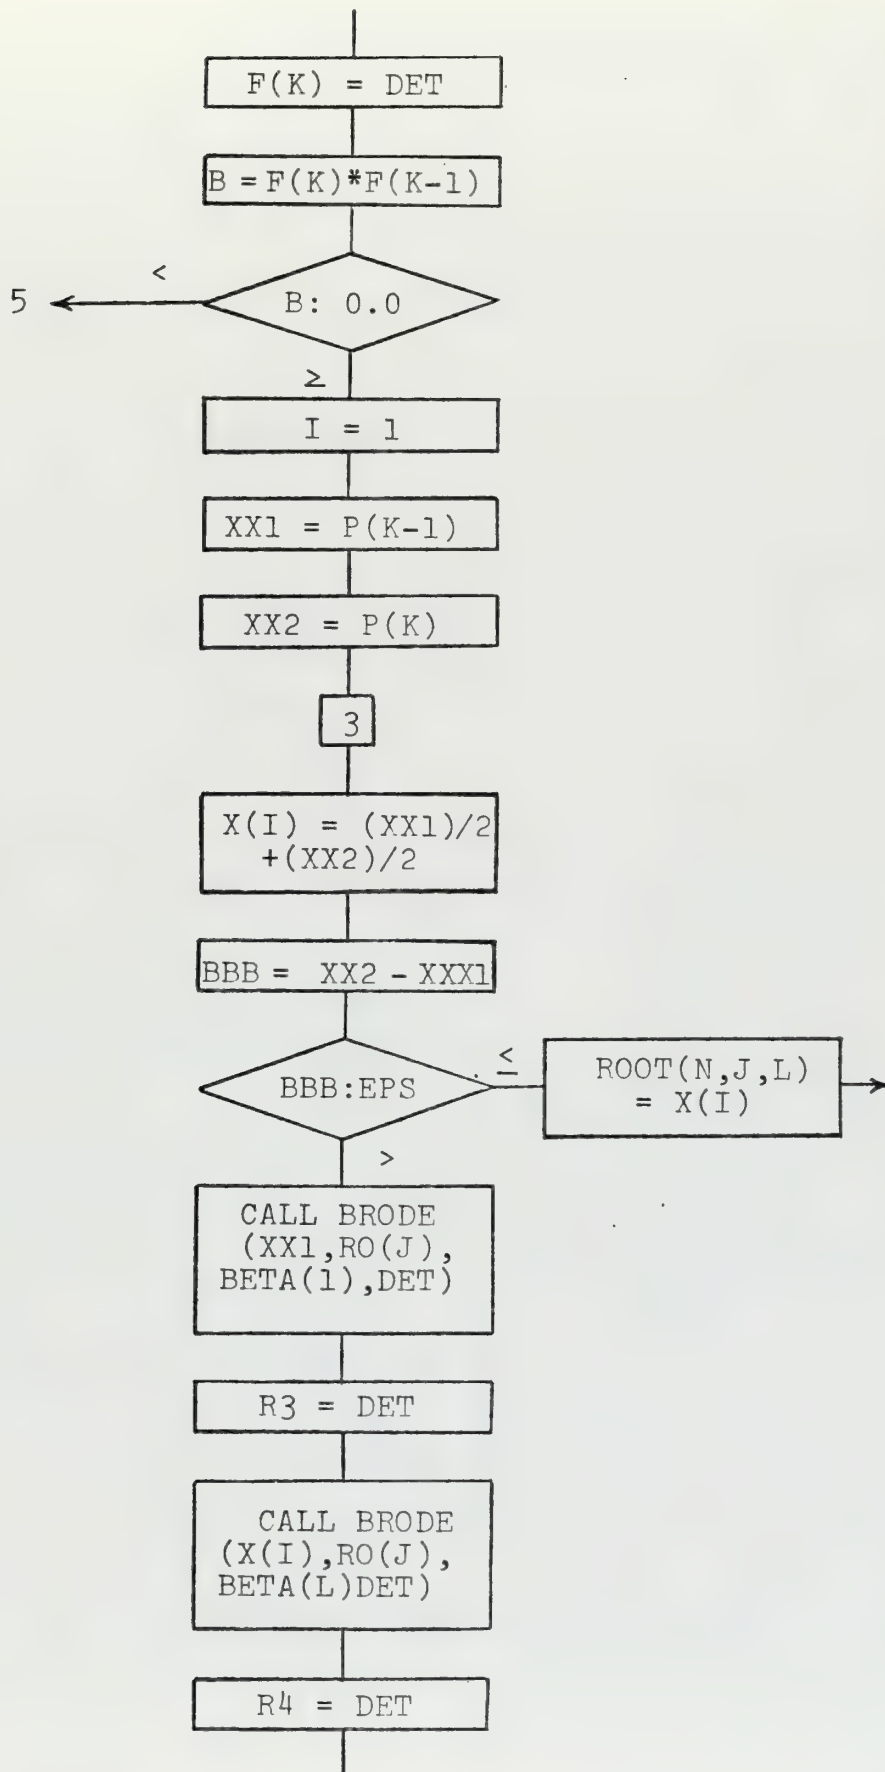 F(K) = DET
B = F(K)*F(K-1)
<
5
B: 0.0
≥
I = 1
XX1 = P(K-1)
XX2 = P(K)
3
X(I) = (XX1)/2
+(XX2)/2
BBB = XX2 - XXX1
BBB:EPS
≤
ROOT(N,J,L)
= X(I)
>
CALL BRODE
(XX1,RO(J),
BETA(1),DET)
R3 = DET
CALL BRODE
(X(I),RO(J),
BETA(L)DET)
R4 = DET